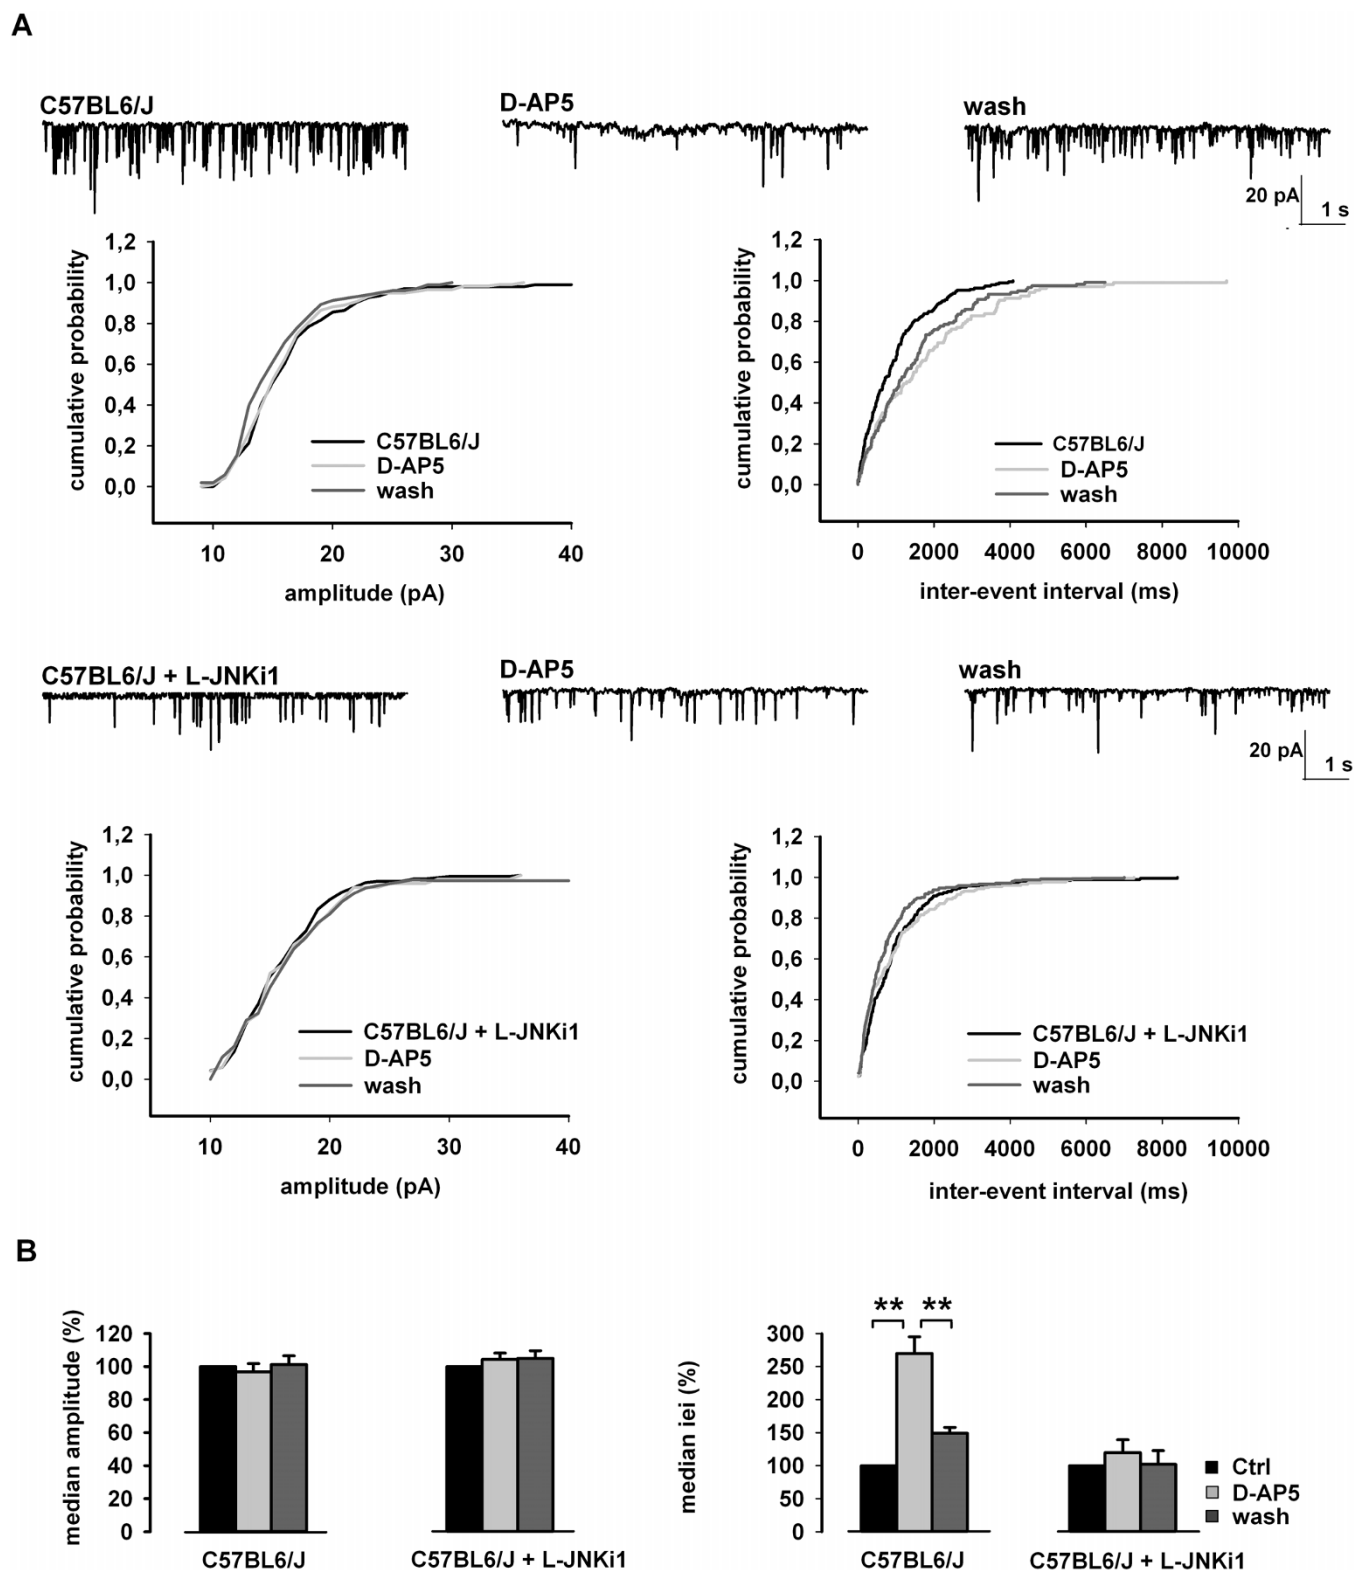 A
C57BL6/J
D-AP5
wash
20 pA
1 s
cumulative probability
1,2
1,0
0,8
0,6
0,4
0,2
0,0
C57BL6/J
D-AP5
wash
10 20 30 40
amplitude (pA)
cumulative probability
1,2
1,0
0,8
0,6
0,4
0,2
0,0
C57BL6/J
D-AP5
wash
0 2000 4000 6000 8000 10000
inter-event interval (ms)
C57BL6/J + L-JNKi1
D-AP5
wash
20 pA
1 s
cumulative probability
1,2
1,0
0,8
0,6
0,4
0,2
0,0
C57BL6/J + L-JNKi1
D-AP5
wash
10 20 30 40
amplitude (pA)
cumulative probability
1,2
1,0
0,8
0,6
0,4
0,2
0,0
C57BL6/J + L-JNKi1
D-AP5
wash
0 2000 4000 6000 8000 10000
inter-event interval (ms)
B
median amplitude (%)
120
100
80
60
40
20
0
C57BL6/J
C57BL6/J + L-JNKi1
median iei (%)
300
250
200
150
100
50
0
** **
C57BL6/J
C57BL6/J + L-JNKi1
Ctrl
D-AP5
wash